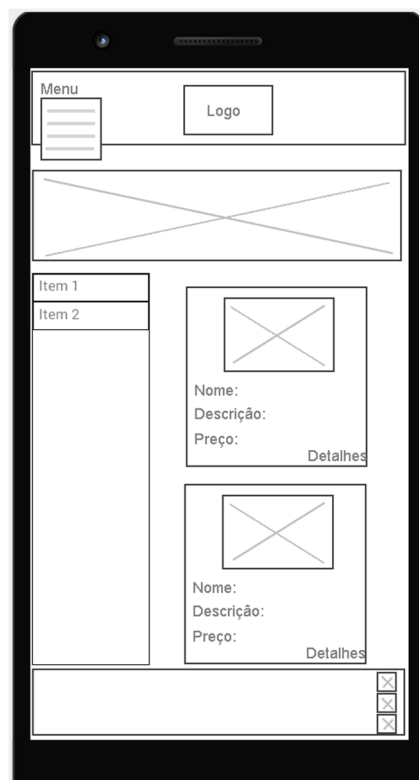 Menu
Logo
Item 1
Item 2
Nome:
Descrição:
Preço:
Detalhes
Nome:
Descrição:
Preço:
Detalhes